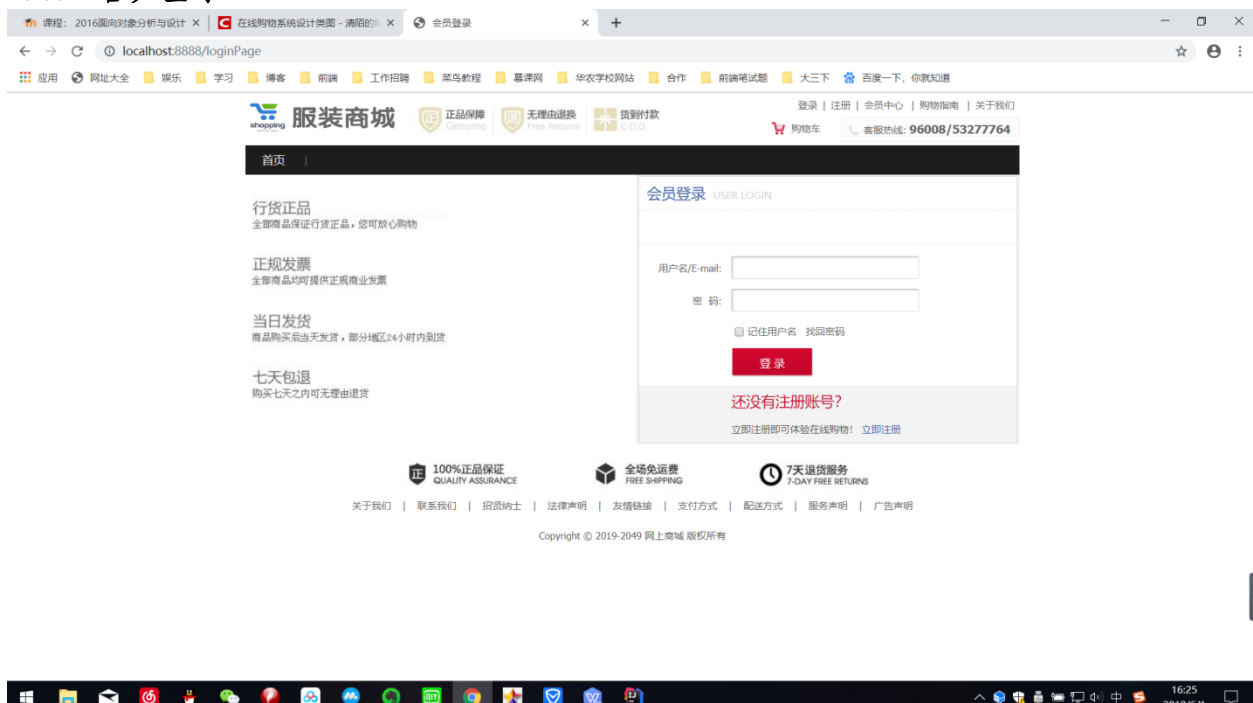 课程: 2016面向对象分析与设计
在线购物系统设计类图 - 清陌的
会员登录
localhost:8888/loginPage
应用 网址大全 娱乐 学习 博客 前端 工作招聘 菜鸟教程 慕课网 华农学校网站 合作 前端笔试题 大三下 百度一下，你就知道
登录 | 注册 | 会员中心 | 购物指南 | 关于我们
shopping 服装商城
正品保障 Genuine
无理由退换 Free Returns
货到付款 C.O.D
购物车 客服热线: 96008/53277764
首页 |
会员登录 USER LOGIN
行货正品
全部商品保证行货正品，您可放心购物
正规发票
全部商品均可提供正规商业发票
当日发货
商品购买后当天发货，部分地区24小时内到货
七天包退
购买七天之内可无理由退货
用户名/E-mail:
密 码:
记住用户名 找回密码
登 录
还没有注册账号?
立即注册即可体验在线购物! 立即注册
正 100%正品保证 QUALITY ASSURANCE
全场免运费 FREE SHIPPING
7天退货服务 7-DAY FREE RETURNS
关于我们 | 联系我们 | 招贤纳士 | 法律声明 | 友情链接 | 支付方式 | 配送方式 | 服务声明 | 广告声明
Copyright © 2019-2049 网上商城 版权所有
中
16:25